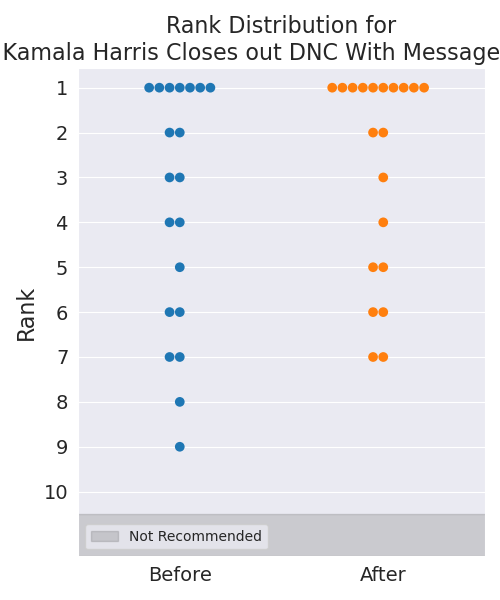 Rank Distribution for
Kamala Harris Closes out DNC With Message
1
2
3
4
5
6
7
8
9
10
Rank
Not Recommended
Before After